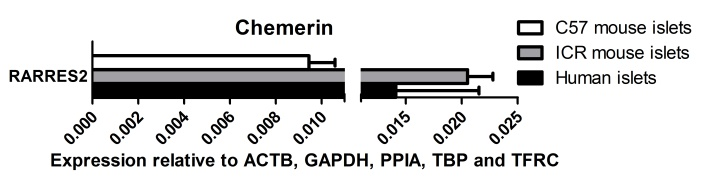 Chemerin
C57 mouse islets
ICR mouse islets
Human islets
RARRES2
0.000 0.002 0.004 0.006 0.008 0.010 0.015 0.020 0.025
Expression relative to ACTB, GAPDH, PPIA, TBP and TFRC